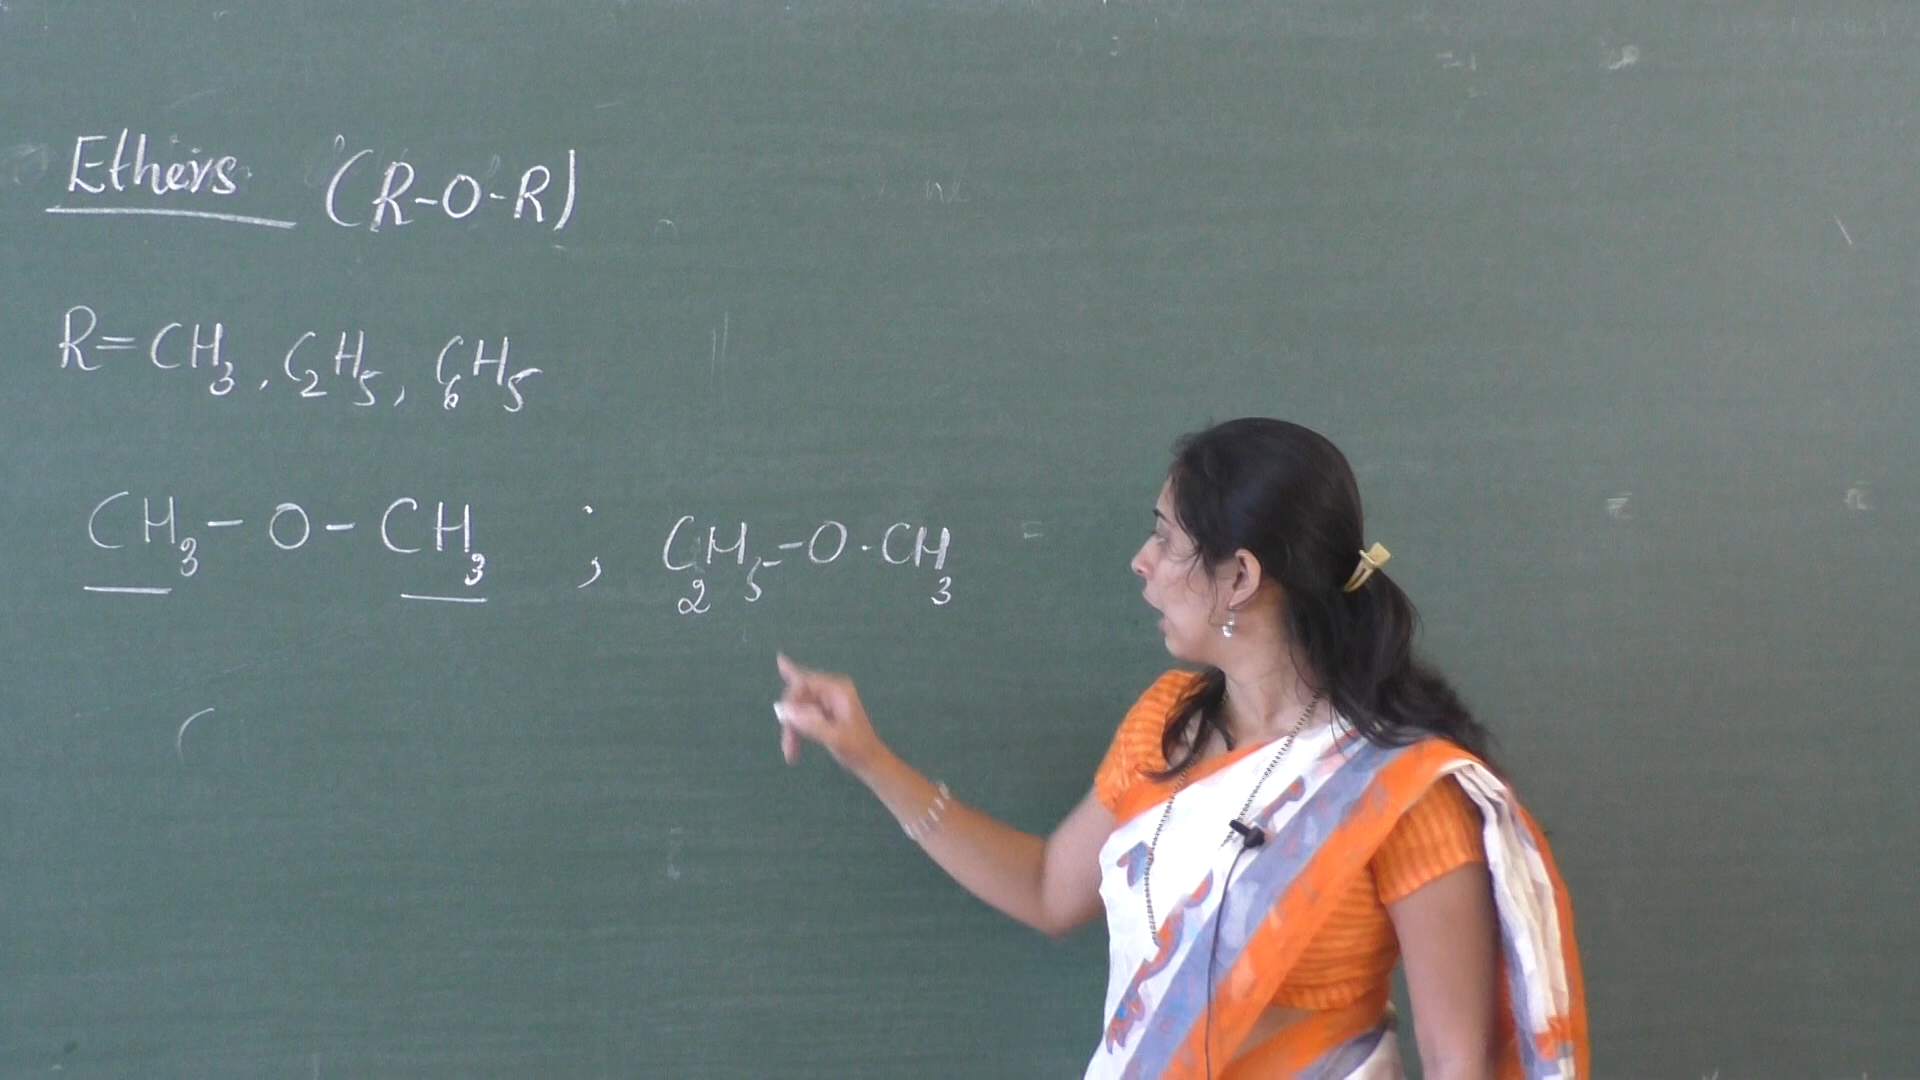 Ethers (R-O-R)
R=CH3, C2H5, C6H5
CH3-O-CH3 ; C2H5-O-CH3
(